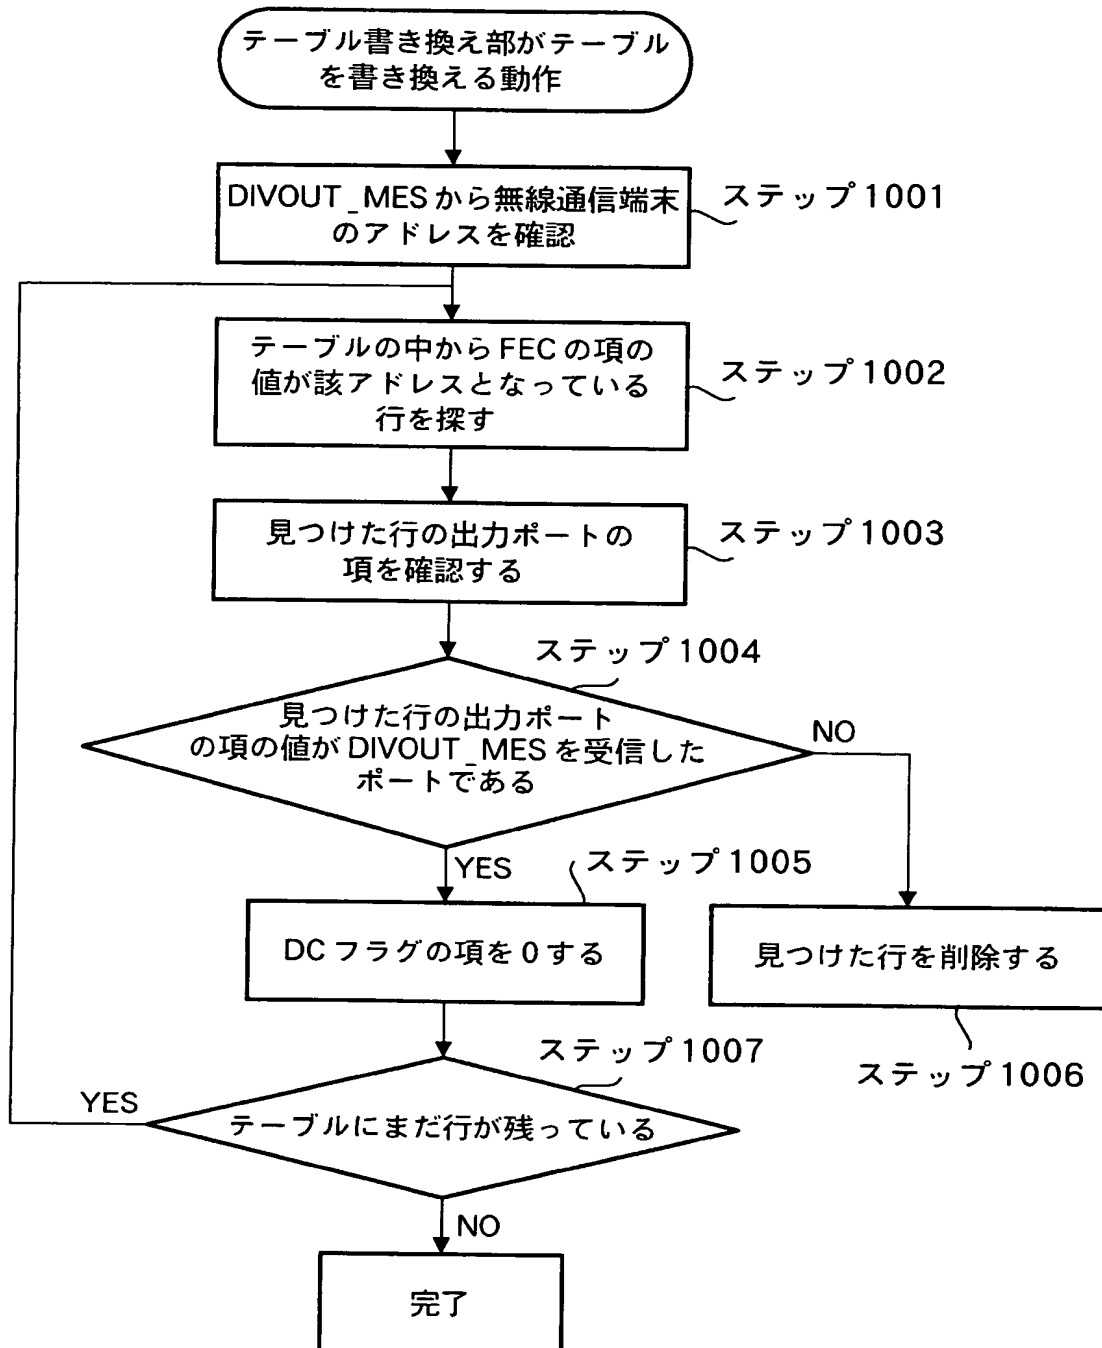 テーブル書き換え部がテーブル
を書き換える動作
DIVOUT_MESから無線通信端末
のアドレスを確認
ステップ1001
テーブルの中からFECの項の
値が該アドレスとなっている
行を探す
ステップ1002
見つけた行の出力ポートの
項を確認する
ステップ1003
ステップ1004
見つけた行の出力ポート
の項の値がDIVOUT_MESを受信した
ポートである
NO
YES
ステップ1005
DCフラグの項を0する
見つけた行を削除する
ステップ1006
ステップ1007
YES
テーブルにまだ行が残っている
NO
完了